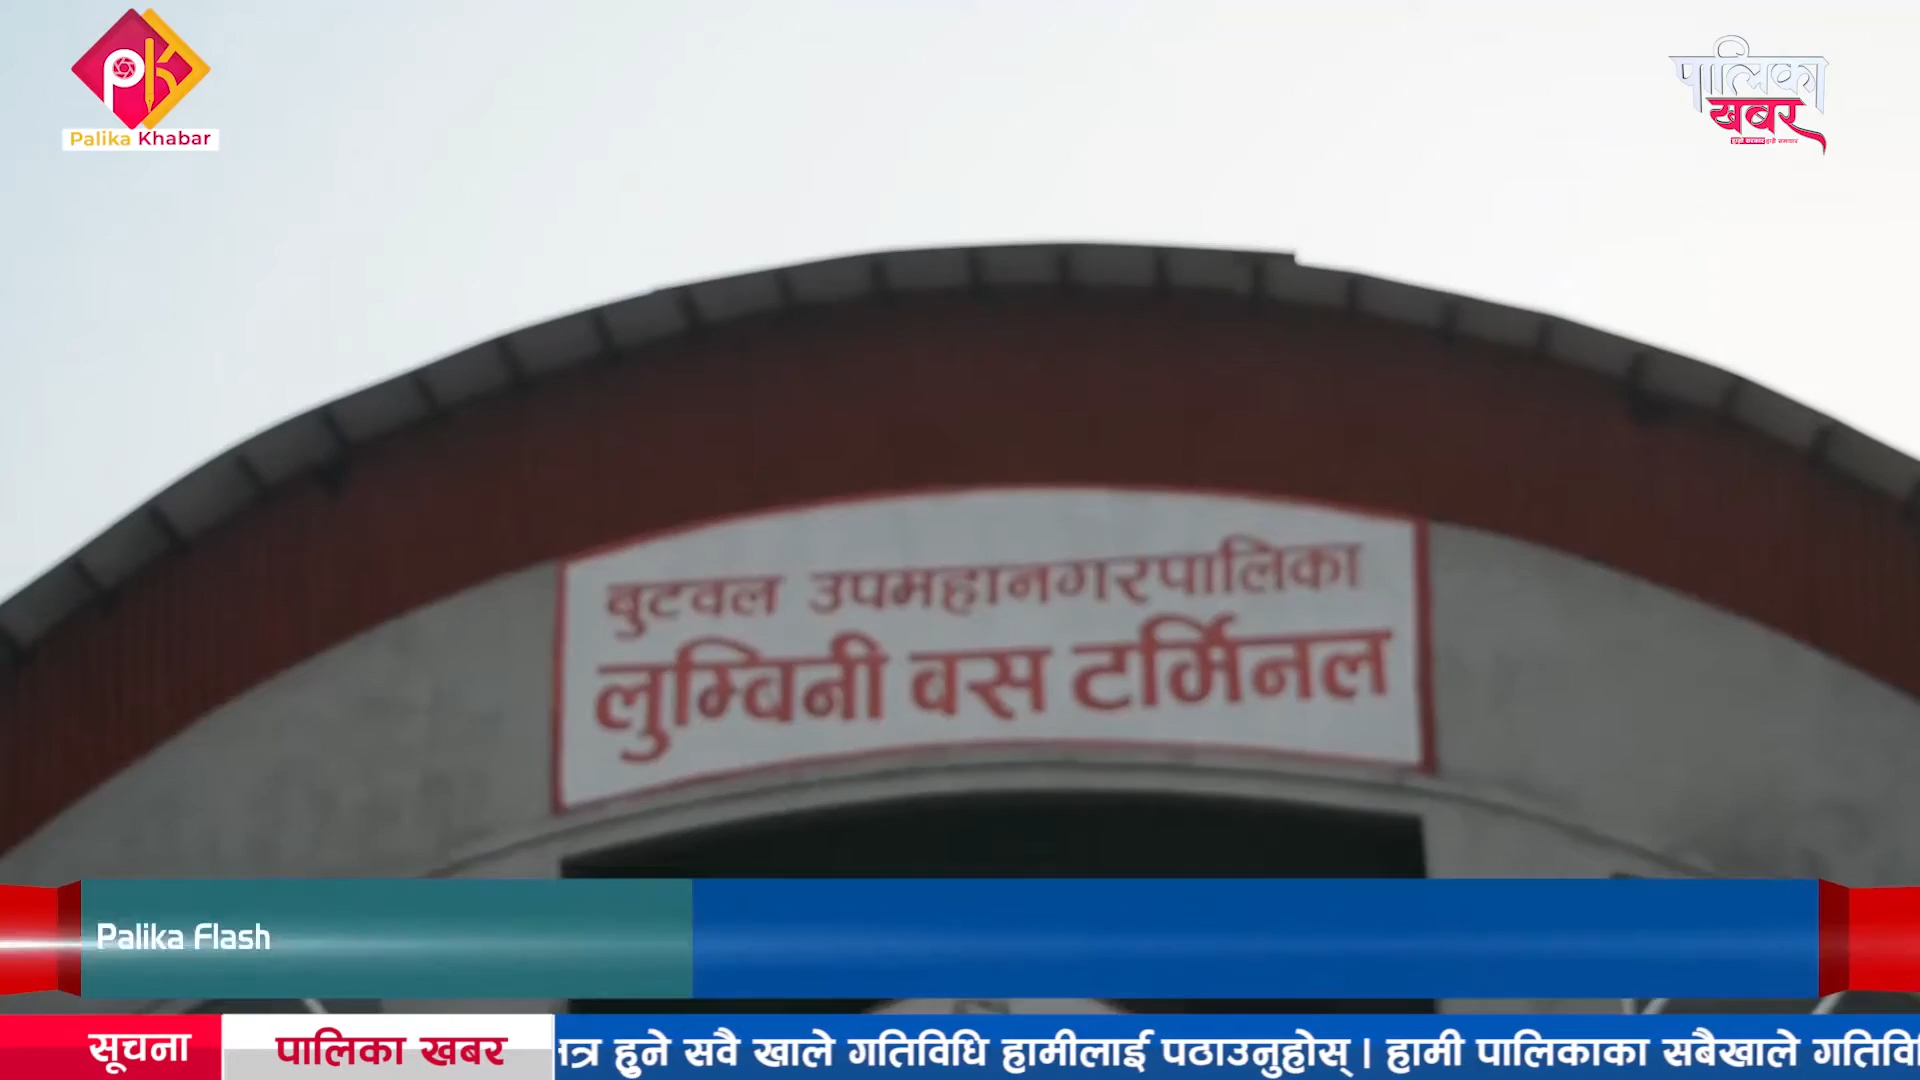 Palika Khabar
पालिका
खबर
बुटवल उपमहानगरपालिका
लुम्विनी वस टर्मिनल
Palika Flash
सूचना
पालिका खबर
हुने सवै खाले गतिविधि हामीलाई पठाउनुहोस् । हामी पालिकाका सबैखाले